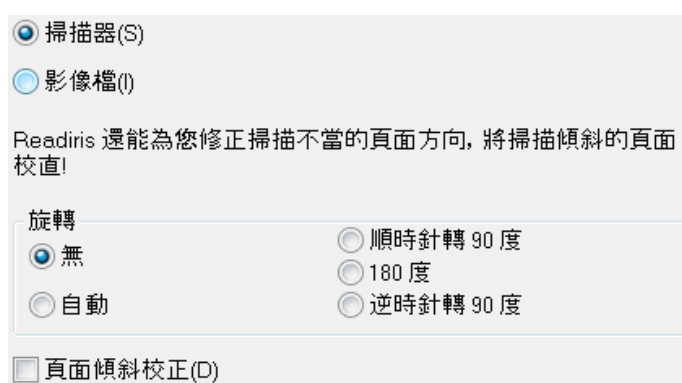 掃描器(S)
影像檔(I)
Readiris 還能為您修正掃描不當的頁面方向, 將掃描傾斜的頁面
校直!
旋轉
無
順時針轉 90 度
180 度
自動
逆時針轉 90 度
頁面傾斜校正(D)